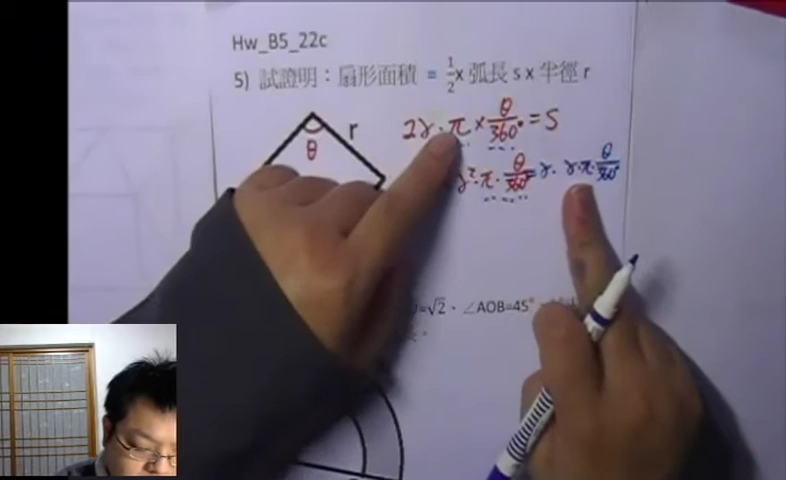 Hw_B5_22c
5) 試證明：扇形面積 = 1/2 x 弧長 s x 半徑 r
r
θ
2r·π × θ/360° = S
r²·π·θ/360° = r· r·π·θ/360°
=√2，∠AOB=45°